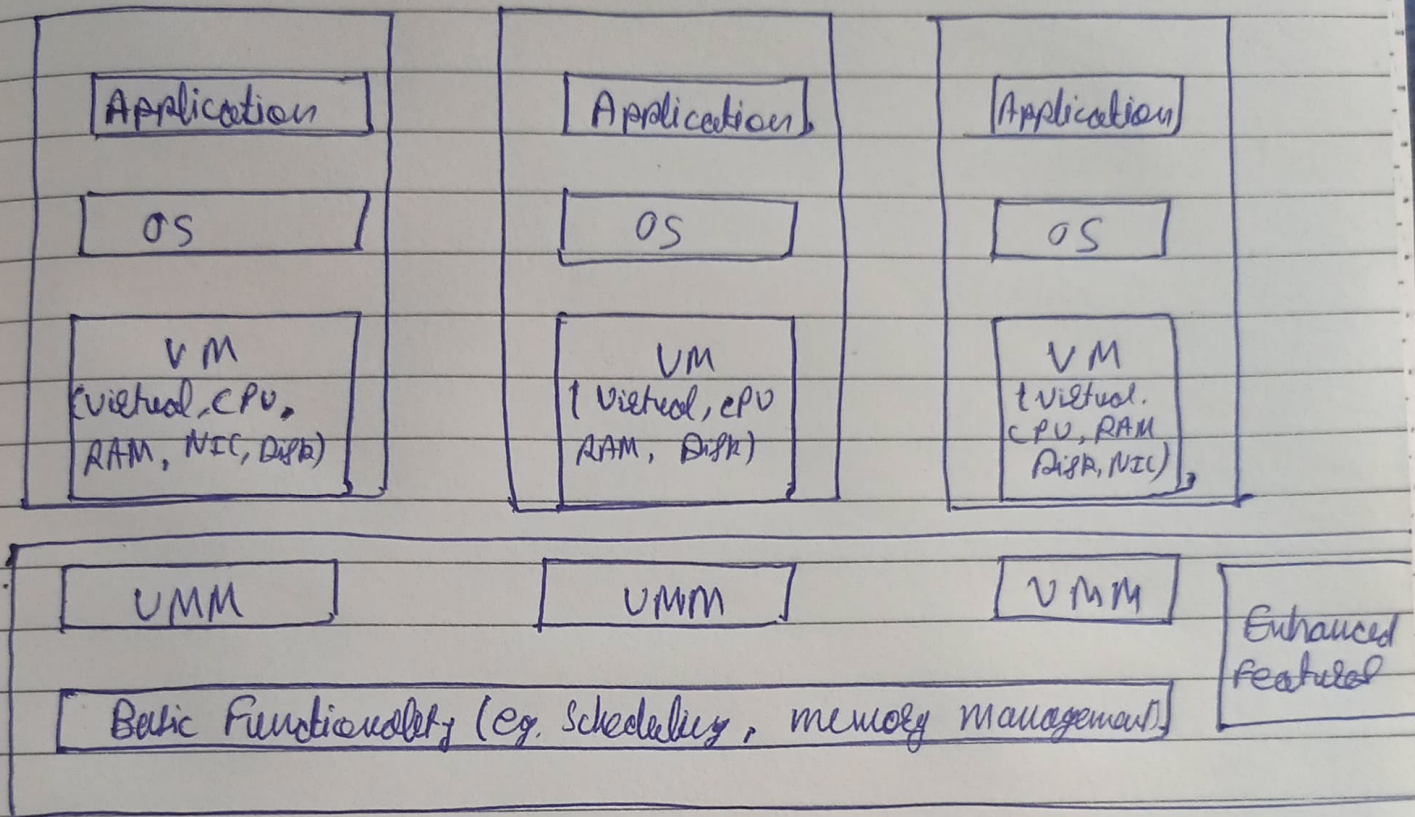 Application
Application
Application
OS
OS
OS
VM
(Virtual, CPU,
RAM, NIC, Disk)
VM
( Virtual, CPU
RAM, Disk)
VM
( Virtual.
CPU, RAM
Disk, NIC)
VMM
VMM
VMM
Enhanced
Features
Basic Functionality (eg. Scheduling, memory management)